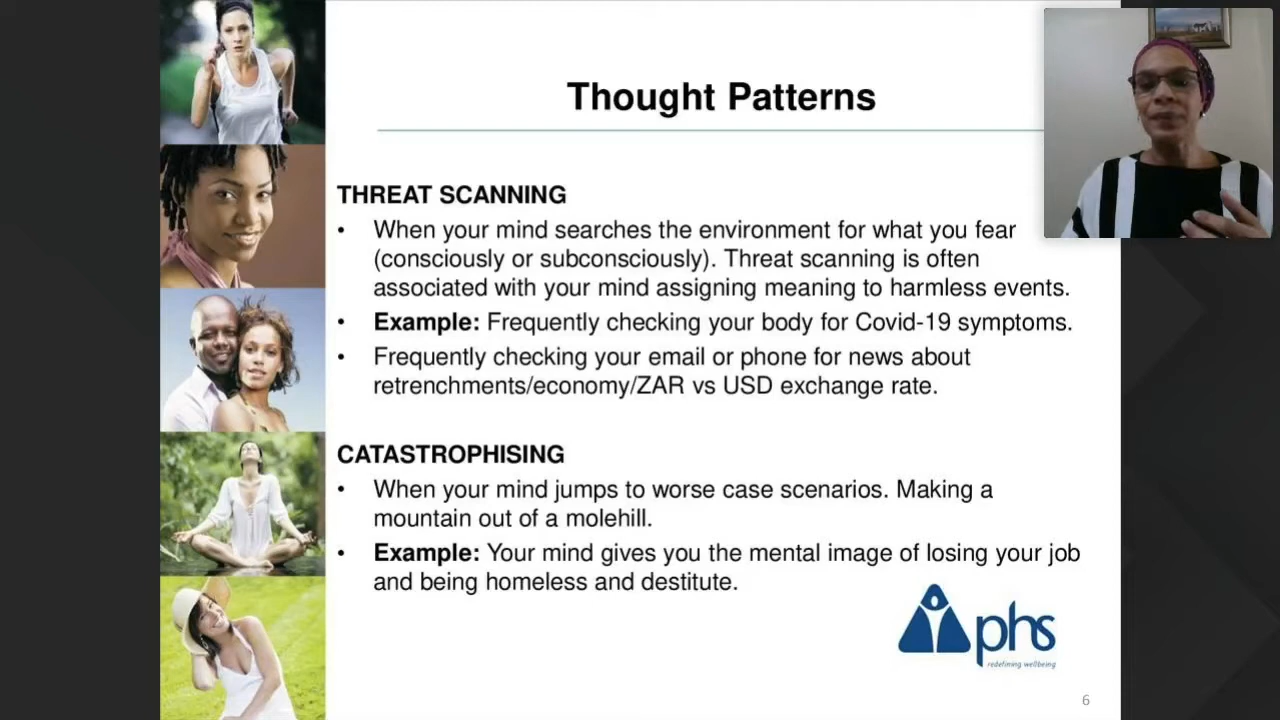 Thought Patterns
THREAT SCANNING
• When your mind searches the environment for what you fear
(consciously or subconsciously). Threat scanning is often
associated with your mind assigning meaning to harmless events.
• Example: Frequently checking your body for Covid-19 symptoms.
• Frequently checking your email or phone for news about
retrenchments/economy/ZAR vs USD exchange rate.
CATASTROPHISING
• When your mind jumps to worse case scenarios. Making a
mountain out of a molehill.
• Example: Your mind gives you the mental image of losing your job
and being homeless and destitute.
phs
redefining wellbeing
6